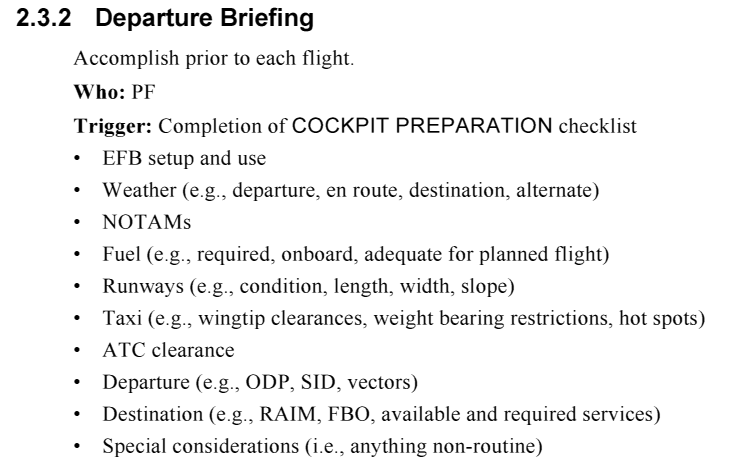 2.3.2 Departure Briefing
Accomplish prior to each flight.
Who: PF
Trigger: Completion of COCKPIT PREPARATION checklist
• EFB setup and use
• Weather (e.g., departure, en route, destination, alternate)
• NOTAMs
• Fuel (e.g., required, onboard, adequate for planned flight)
• Runways (e.g., condition, length, width, slope)
• Taxi (e.g., wingtip clearances, weight bearing restrictions, hot spots)
• ATC clearance
• Departure (e.g., ODP, SID, vectors)
• Destination (e.g., RAIM, FBO, available and required services)
• Special considerations (i.e., anything non-routine)